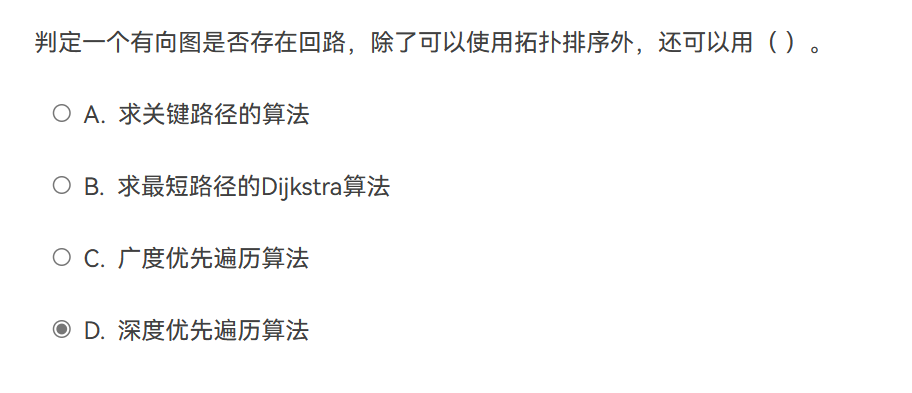 判定一个有向图是否存在回路，除了可以使用拓扑排序外，还可以用（ ）。
A. 求关键路径的算法
B. 求最短路径的Dijkstra算法
C. 广度优先遍历算法
D. 深度优先遍历算法